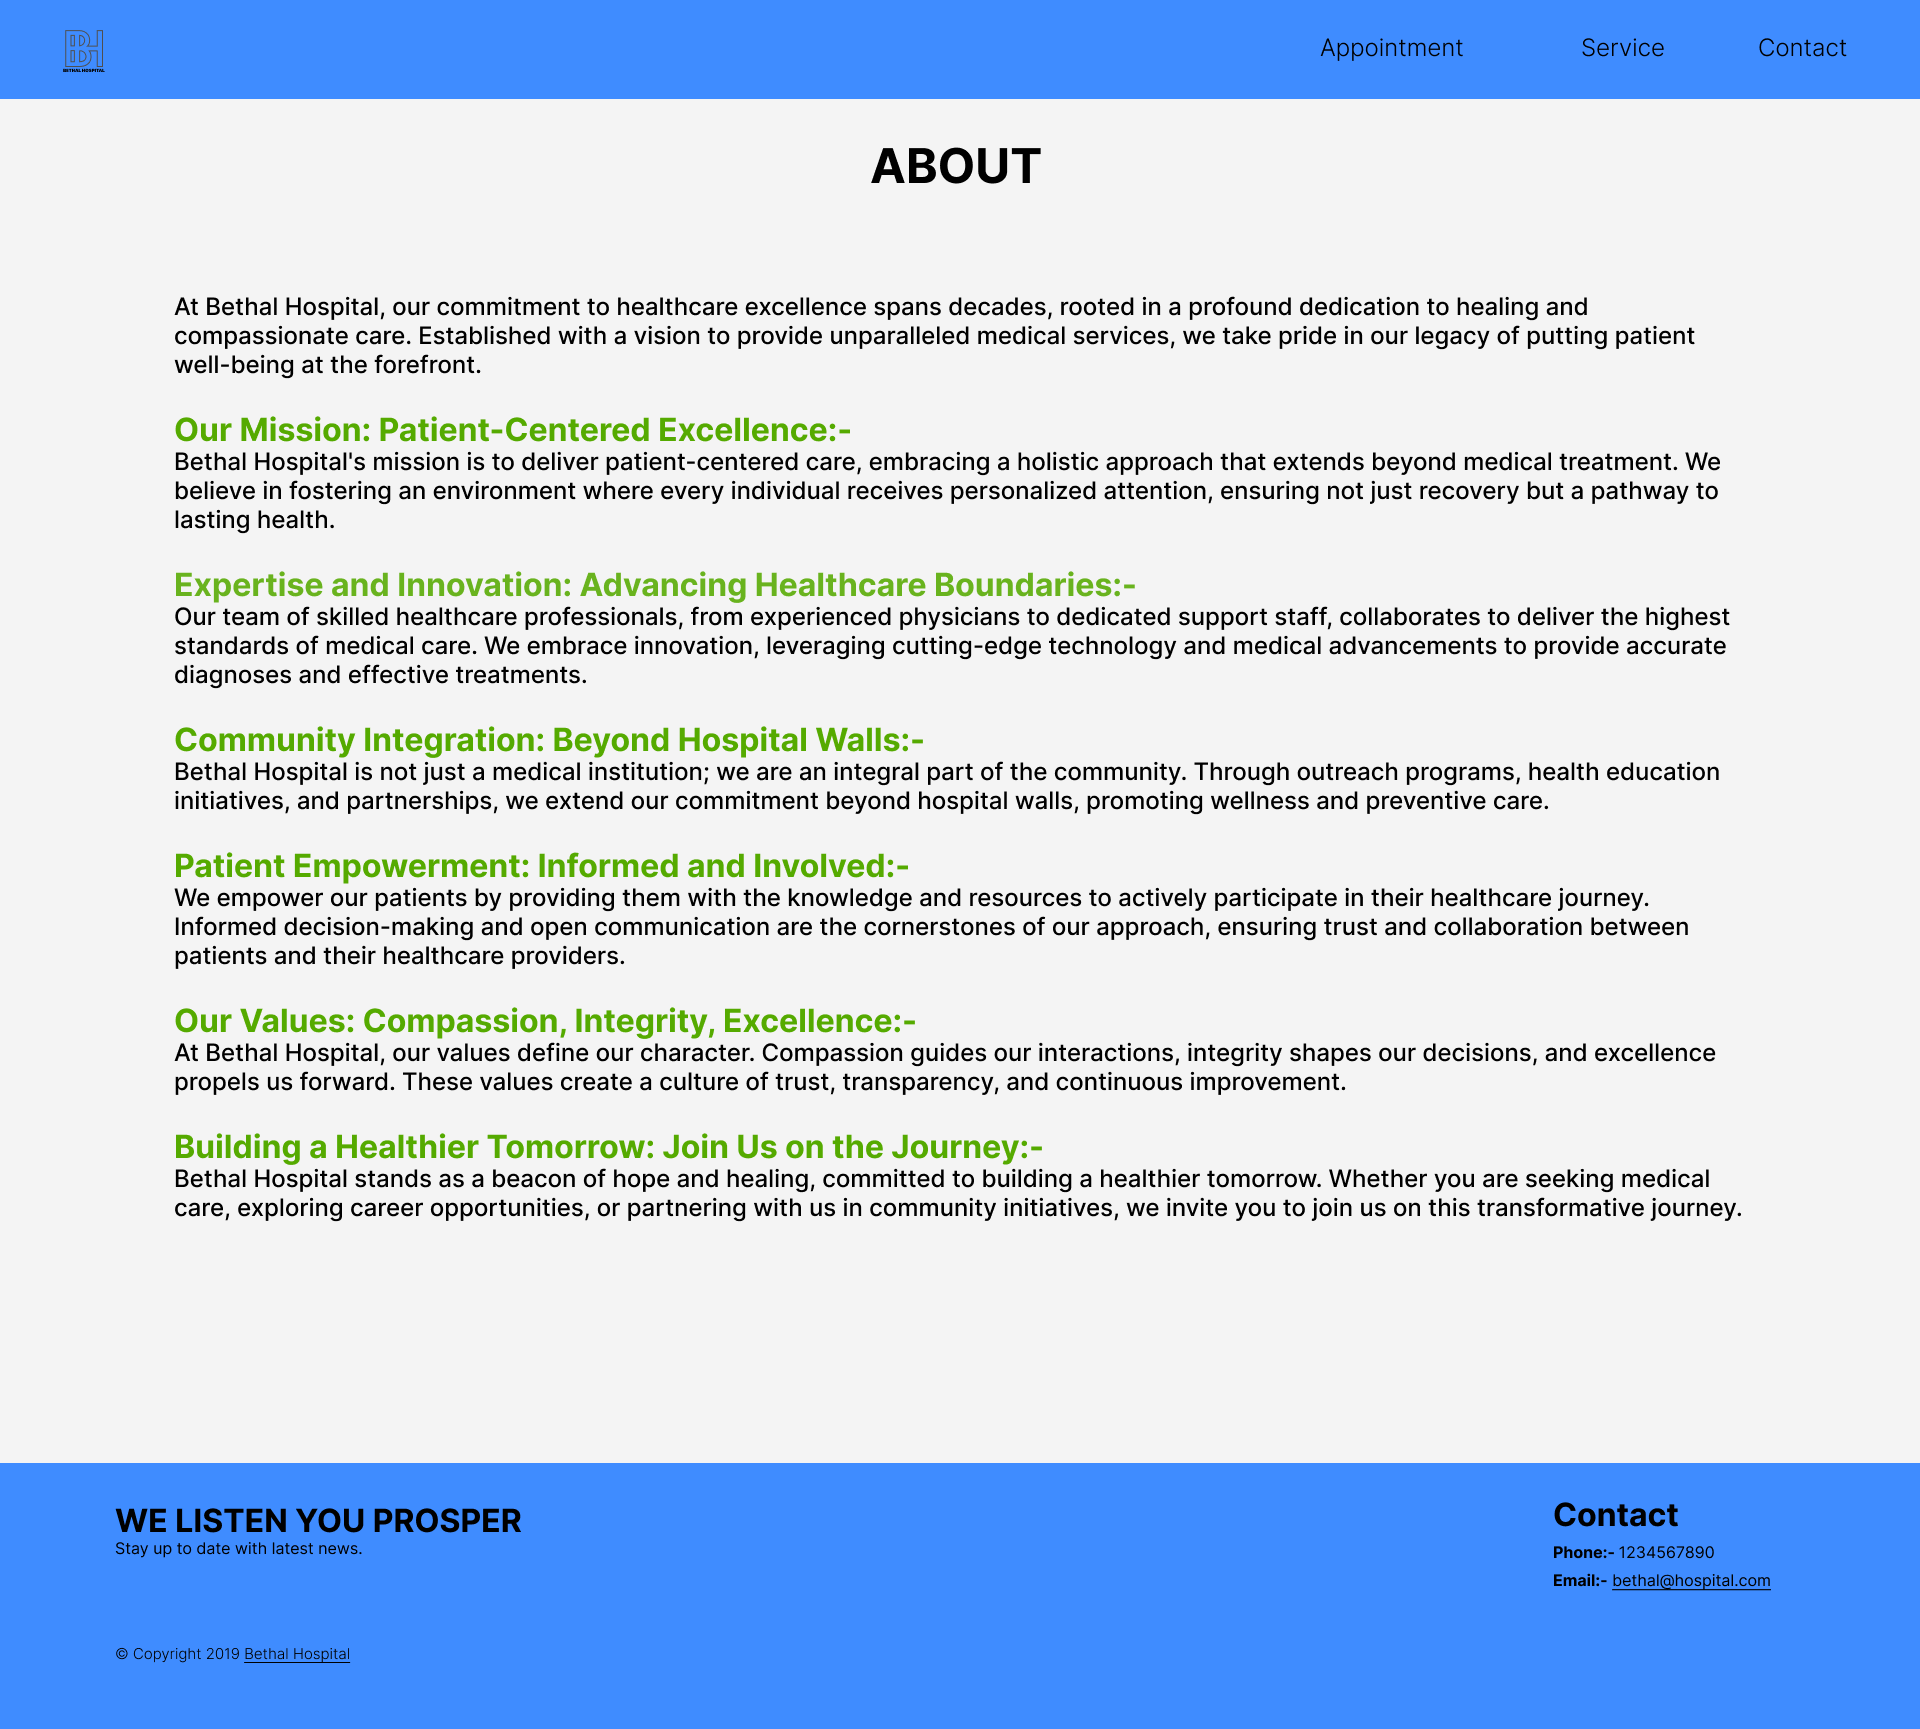 BH
BETHAL HOSPITAL
Appointment
Service
Contact
ABOUT
At Bethal Hospital, our commitment to healthcare excellence spans decades, rooted in a profound dedication to healing and
compassionate care. Established with a vision to provide unparalleled medical services, we take pride in our legacy of putting patient
well-being at the forefront.
Our Mission: Patient-Centered Excellence:-
Bethal Hospital's mission is to deliver patient-centered care, embracing a holistic approach that extends beyond medical treatment. We
believe in fostering an environment where every individual receives personalized attention, ensuring not just recovery but a pathway to
lasting health.
Expertise and Innovation: Advancing Healthcare Boundaries:-
Our team of skilled healthcare professionals, from experienced physicians to dedicated support staff, collaborates to deliver the highest
standards of medical care. We embrace innovation, leveraging cutting-edge technology and medical advancements to provide accurate
diagnoses and effective treatments.
Community Integration: Beyond Hospital Walls:-
Bethal Hospital is not just a medical institution; we are an integral part of the community. Through outreach programs, health education
initiatives, and partnerships, we extend our commitment beyond hospital walls, promoting wellness and preventive care.
Patient Empowerment: Informed and Involved:-
We empower our patients by providing them with the knowledge and resources to actively participate in their healthcare journey.
Informed decision-making and open communication are the cornerstones of our approach, ensuring trust and collaboration between
patients and their healthcare providers.
Our Values: Compassion, Integrity, Excellence:-
At Bethal Hospital, our values define our character. Compassion guides our interactions, integrity shapes our decisions, and excellence
propels us forward. These values create a culture of trust, transparency, and continuous improvement.
Building a Healthier Tomorrow: Join Us on the Journey:-
Bethal Hospital stands as a beacon of hope and healing, committed to building a healthier tomorrow. Whether you are seeking medical
care, exploring career opportunities, or partnering with us in community initiatives, we invite you to join us on this transformative journey.
WE LISTEN YOU PROSPER
Stay up to date with latest news.
Contact
Phone:- 1234567890
Email:- bethal@hospital.com
© Copyright 2019 Bethal Hospital